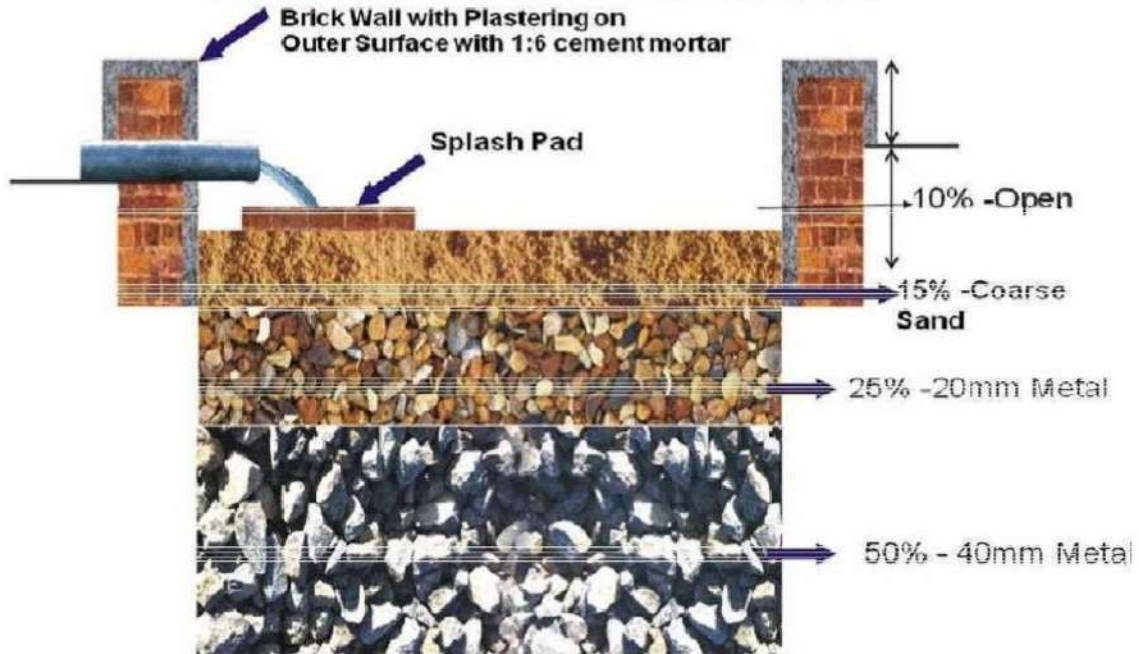 Brick Wall with Plastering on
Outer Surface with 1:6 cement mortar
Splash Pad
10% -Open
15% -Coarse
Sand
25% -20mm Metal
50% - 40mm Metal